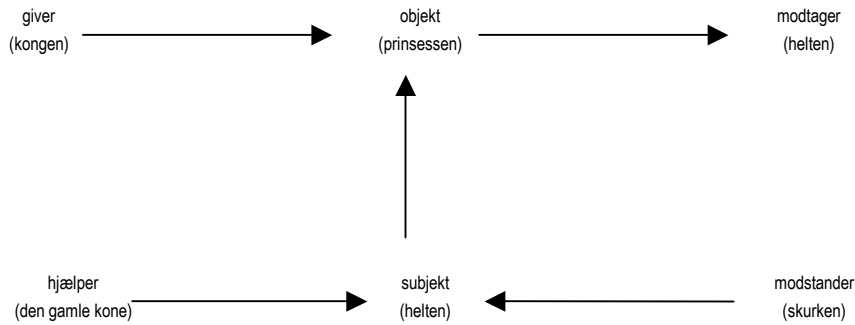 giver
(kongen)
objekt
(prinsessen)
modtager
(helten)
hjælper
(den gamle kone)
subjekt
(helten)
modstander
(skurken)